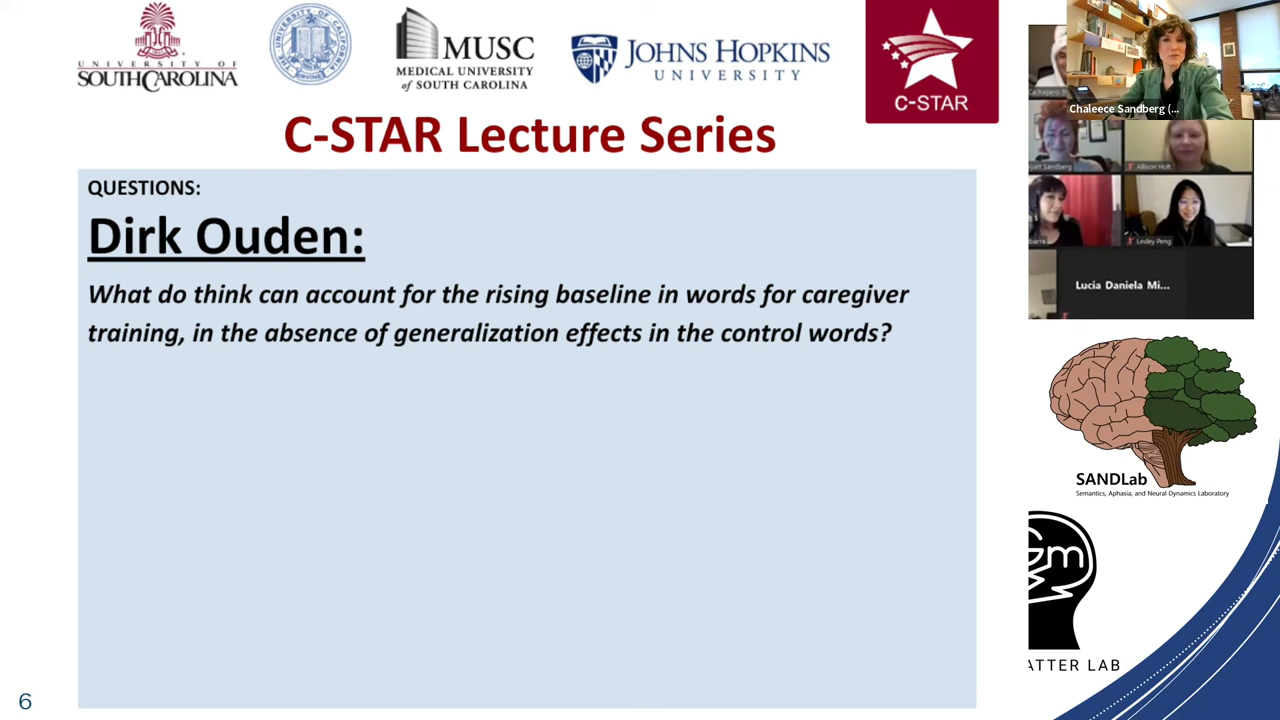 UNIVERSITY OF
SOUTH CAROLINA
MUSC
MEDICAL UNIVERSITY
of SOUTH CAROLINA
JOHNS HOPKINS
UNIVERSITY
C-STAR
C-STAR Lecture Series
QUESTIONS:
Dirk Ouden:
What do think can account for the rising baseline in words for caregiver
training, in the absence of generalization effects in the control words?
6
Chaleece Sandberg (...
Sandberg
Allison Holt
Lesley Peng
Lucia Daniela Mi...
SANDLab
Semantics, Aphasia, and Neural Dynamics Laboratory
Gm
ATTER LAB